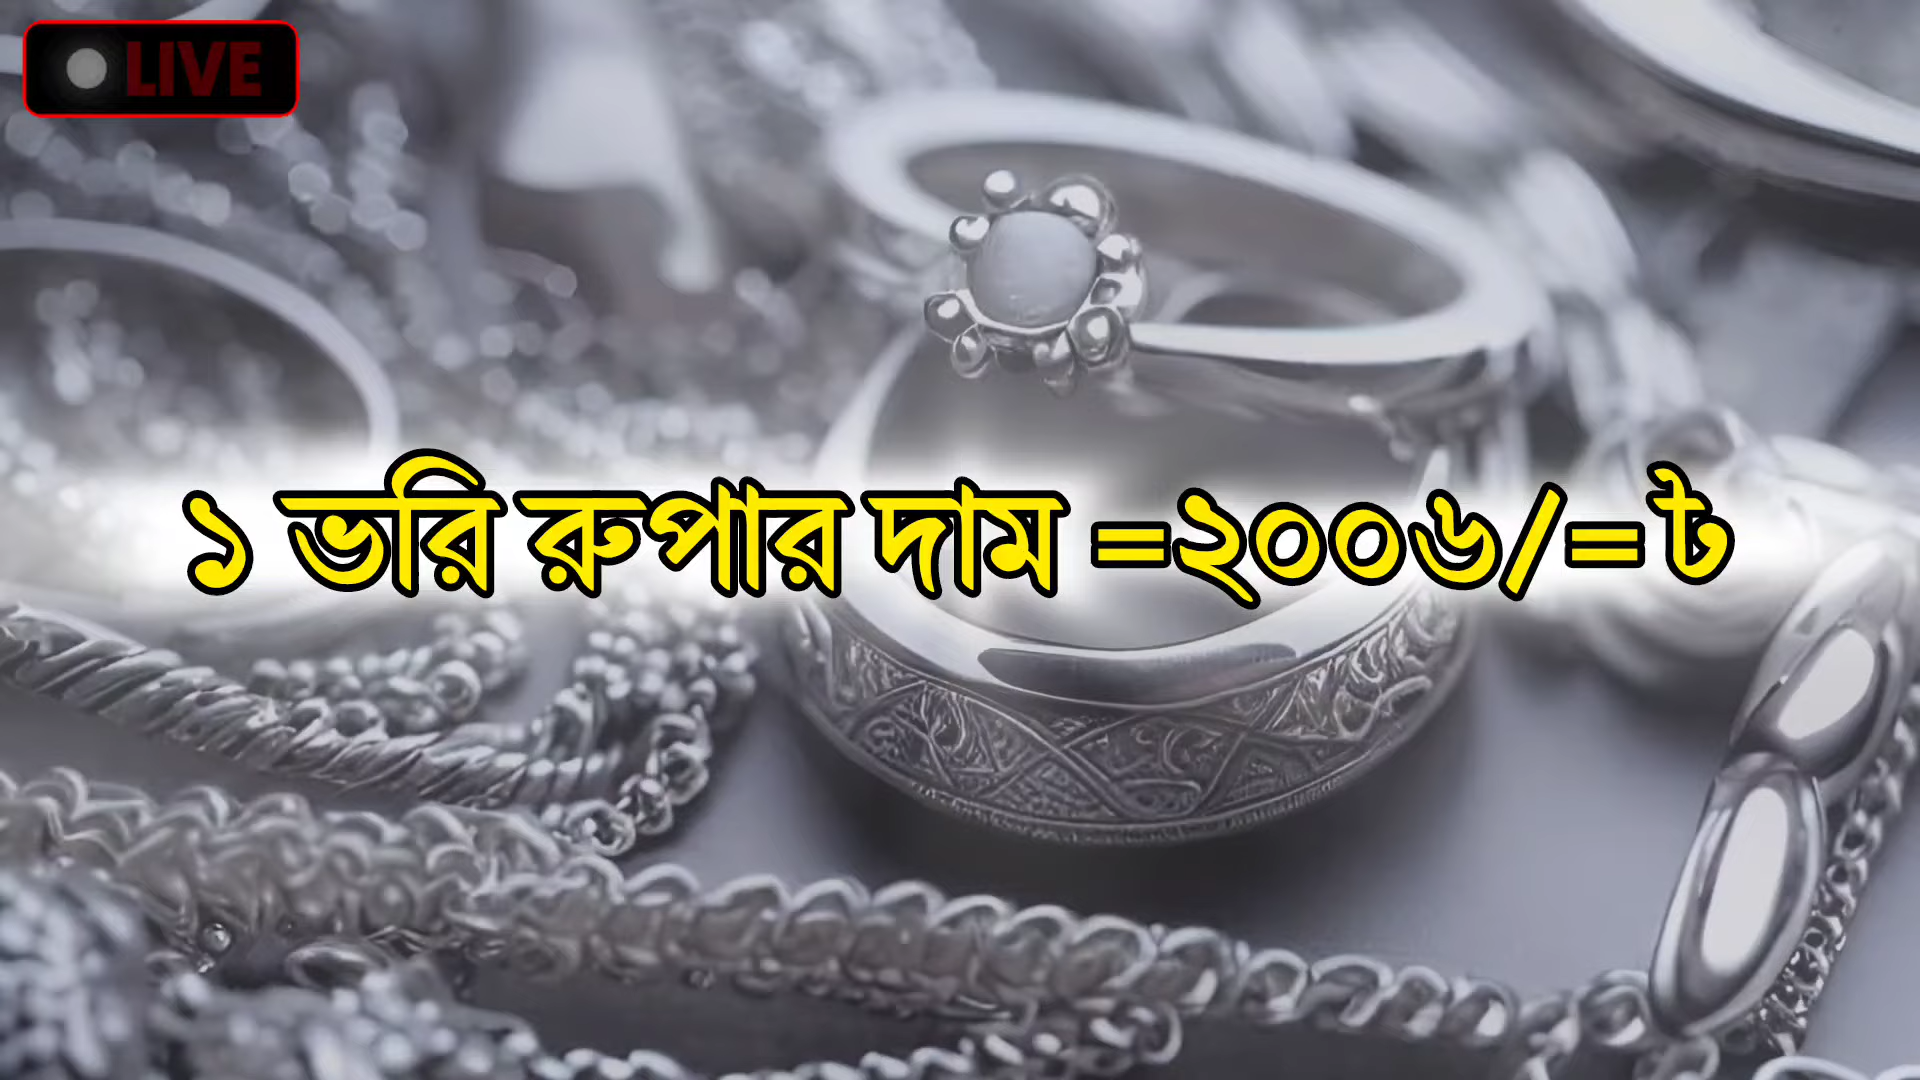 LIVE
১ ভরি রুপার দাম =২০০৬/= ট